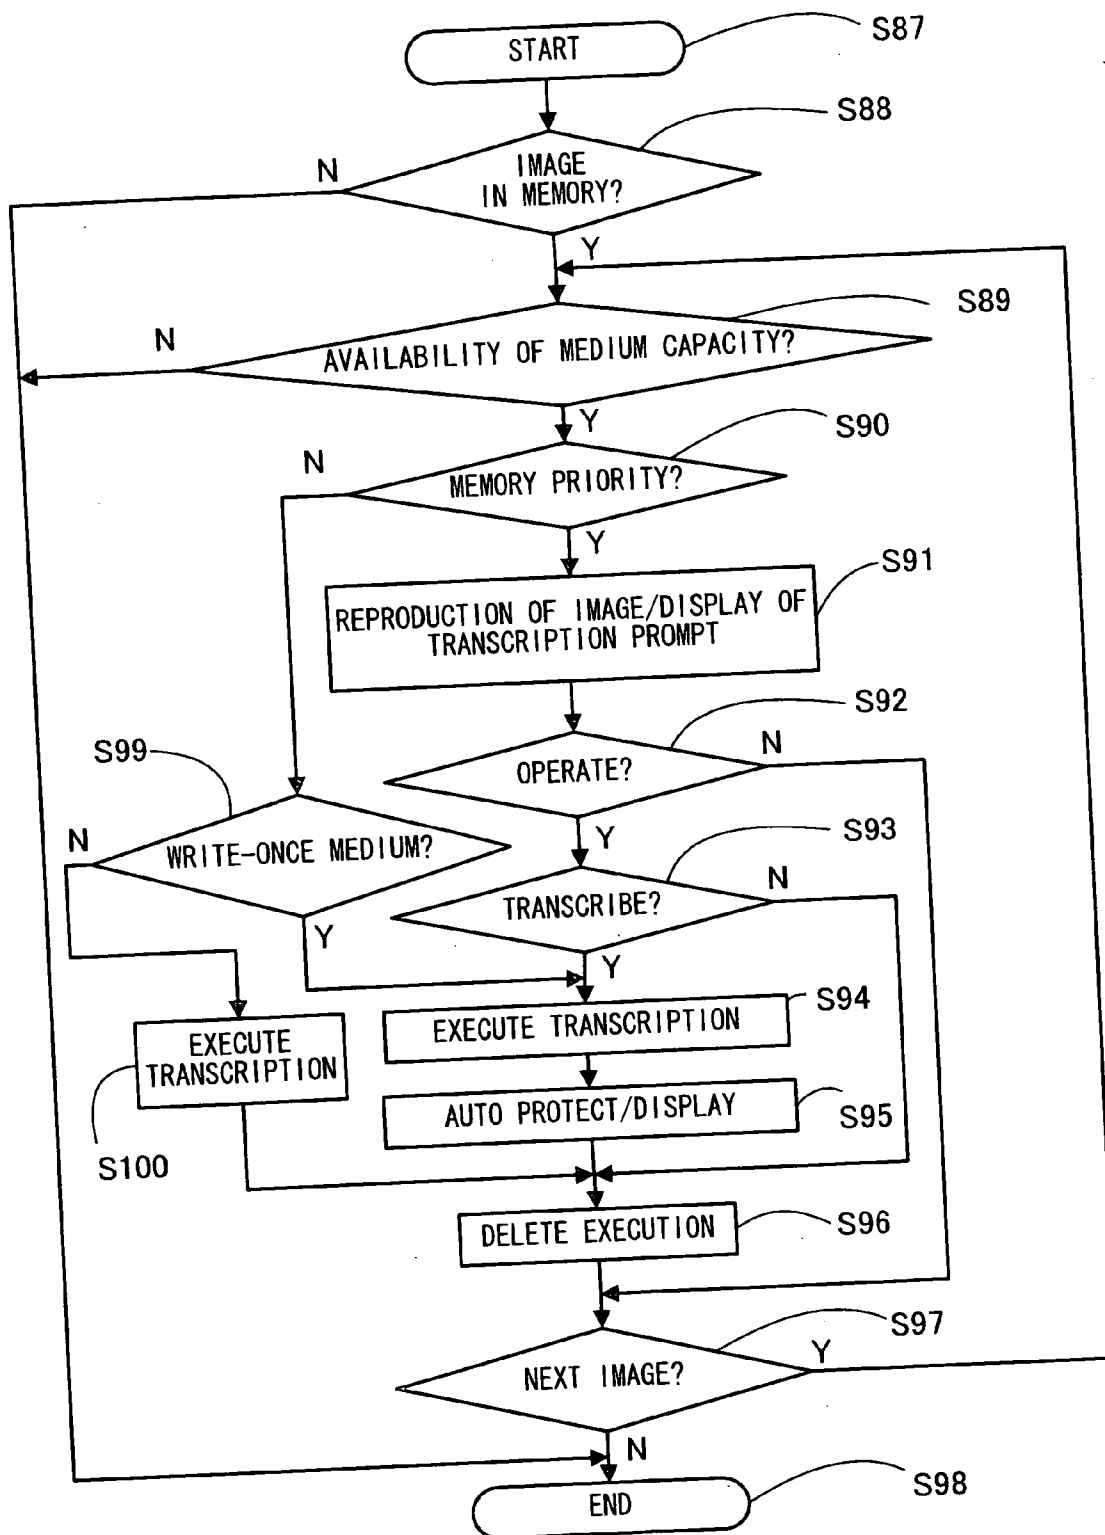 START
S87
S88
N
IMAGE
IN MEMORY?
Y
S89
N
AVAILABILITY OF MEDIUM CAPACITY?
Y
S90
N
MEMORY PRIORITY?
Y
S91
REPRODUCTION OF IMAGE/DISPLAY OF
TRANSCRIPTION PROMPT
S92
N
OPERATE?
Y
S99
N
WRITE-ONCE MEDIUM?
Y
S93
N
TRANSCRIBE?
Y
S94
EXECUTE TRANSCRIPTION
EXECUTE
TRANSCRIPTION
S100
AUTO PROTECT/DISPLAY
S95
DELETE EXECUTION
S96
S97
NEXT IMAGE?
Y
N
END
S98